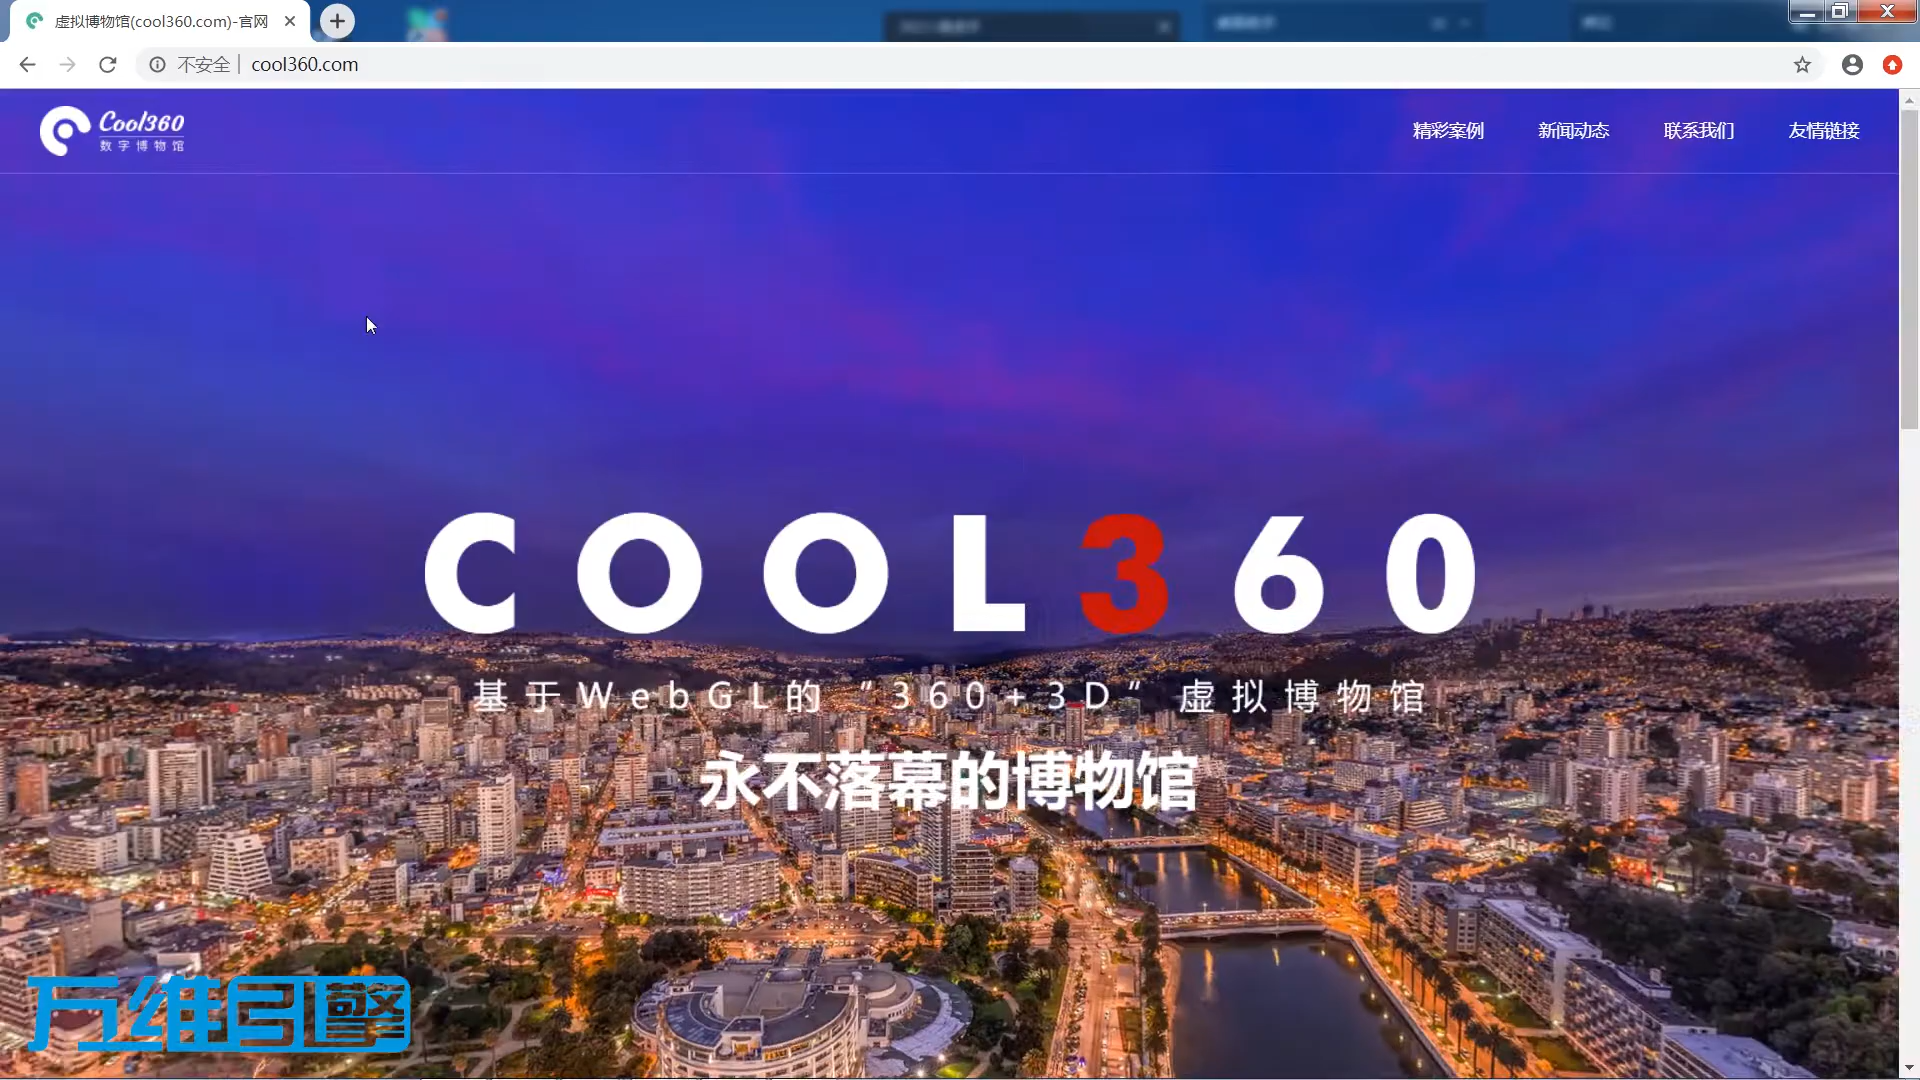 虚拟博物馆(cool360.com)-官网
不安全 | cool360.com
Cool360
数字博物馆
精彩案例
新闻动态
联系我们
友情链接
COOL360
基于WebGL的“360+3D”虚拟博物馆
永不落幕的博物馆
万维引擎